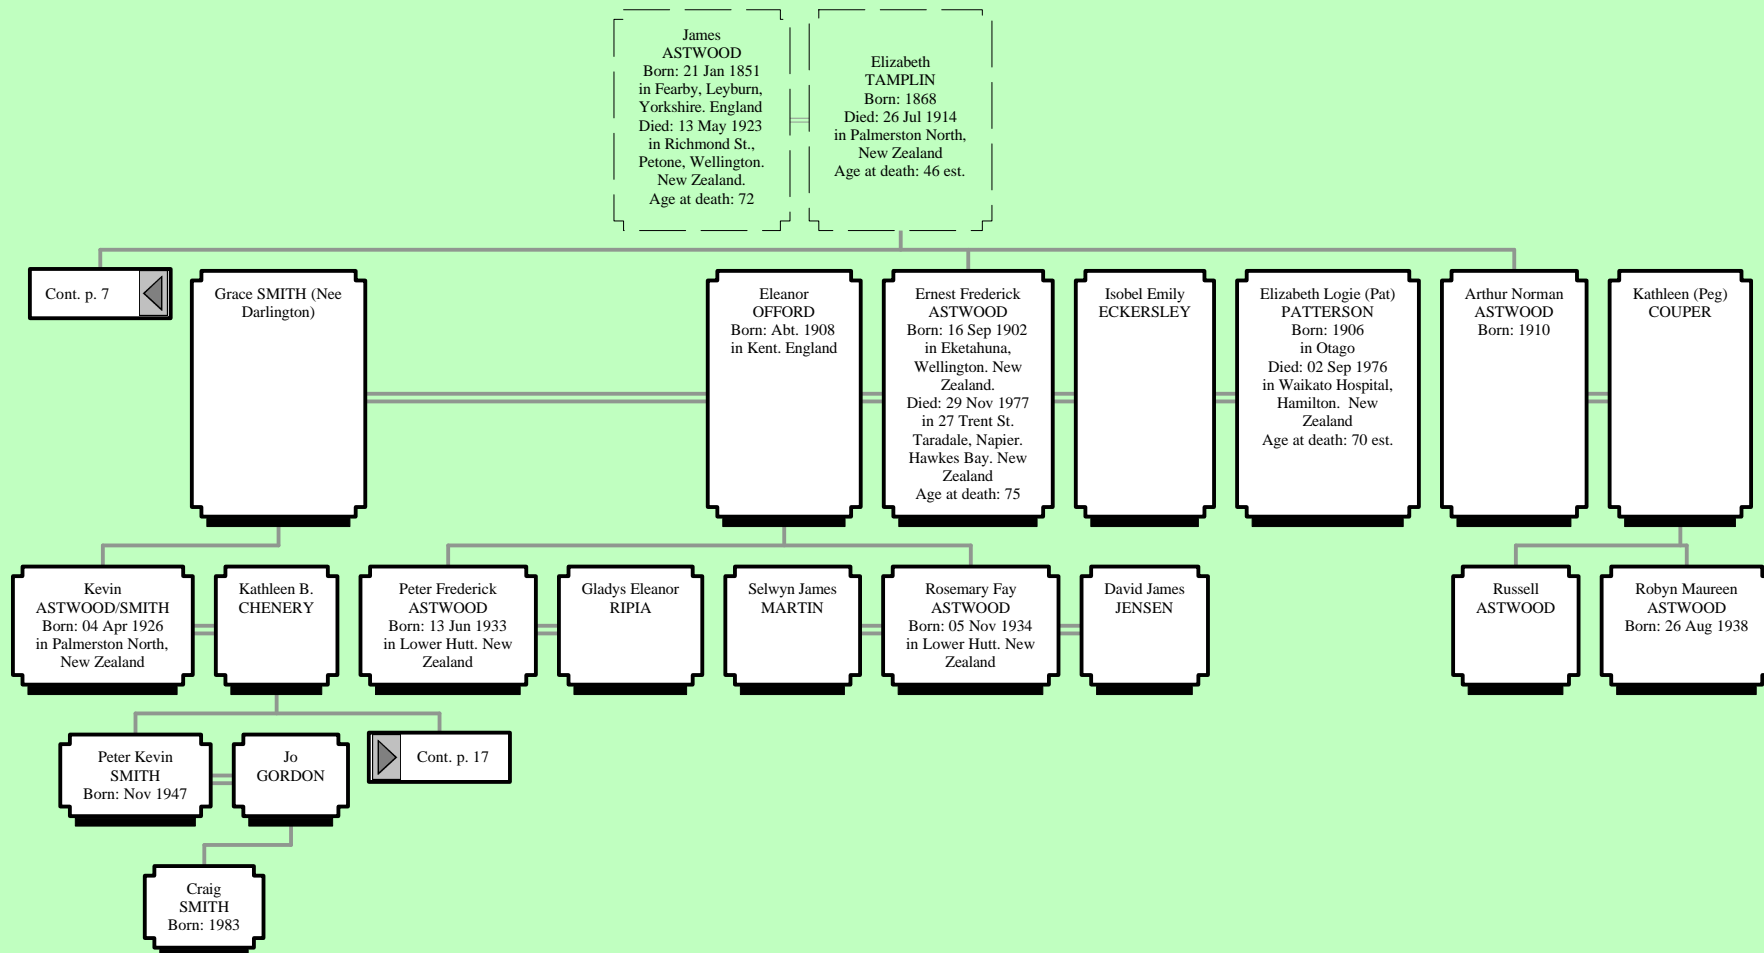 James
ASTWOOD
Born: 21 Jan 1851
in Fearby, Leyburn,
Yorkshire. England
Died: 13 May 1923
in Richmond St.,
Petone, Wellington.
New Zealand.
Age at death: 72
Elizabeth
TAMPLIN
Born: 1868
Died: 26 Jul 1914
in Palmerston North,
New Zealand
Age at death: 46 est.
Cont. p. 7
Grace SMITH (Nee
Darlington)
Eleanor
OFFORD
Born: Abt. 1908
in Kent. England
Ernest Frederick
ASTWOOD
Born: 16 Sep 1902
in Eketahuna,
Wellington. New
Zealand.
Died: 29 Nov 1977
in 27 Trent St.
Taradale, Napier.
Hawkes Bay. New
Zealand
Age at death: 75
Isobel Emily
ECKERSLEY
Elizabeth Logie (Pat)
PATTERSON
Born: 1906
in Otago
Died: 02 Sep 1976
in Waikato Hospital,
Hamilton.  New
Zealand
Age at death: 70 est.
Arthur Norman
ASTWOOD
Born: 1910
Kathleen (Peg)
COUPER
Kevin
ASTWOOD/SMITH
Born: 04 Apr 1926
in Palmerston North,
New Zealand
Kathleen B.
CHENERY
Peter Frederick
ASTWOOD
Born: 13 Jun 1933
in Lower Hutt. New
Zealand
Gladys Eleanor
RIPIA
Selwyn James
MARTIN
Rosemary Fay
ASTWOOD
Born: 05 Nov 1934
in Lower Hutt. New
Zealand
David James
JENSEN
Russell
ASTWOOD
Robyn Maureen
ASTWOOD
Born: 26 Aug 1938
Peter Kevin
SMITH
Born: Nov 1947
Jo
GORDON
Cont. p. 17
Craig
SMITH
Born: 1983